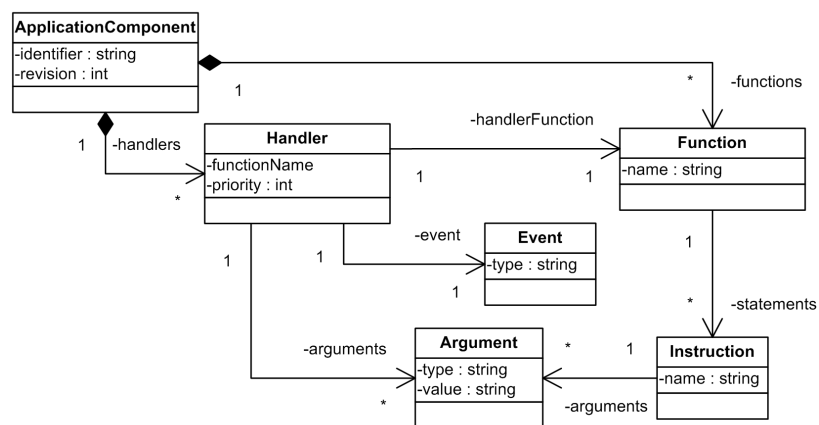 ApplicationComponent
-identifier : string
-revision : int
1
*
-functions
1
-handlers
*
Handler
-functionName
-priority : int
-handlerFunction
1
1
Function
-name : string
1
1
-event
1
Event
-type : string
1
*
-statements
-arguments
*
Argument
-type : string
-value : string
*
1
-arguments
Instruction
-name : string